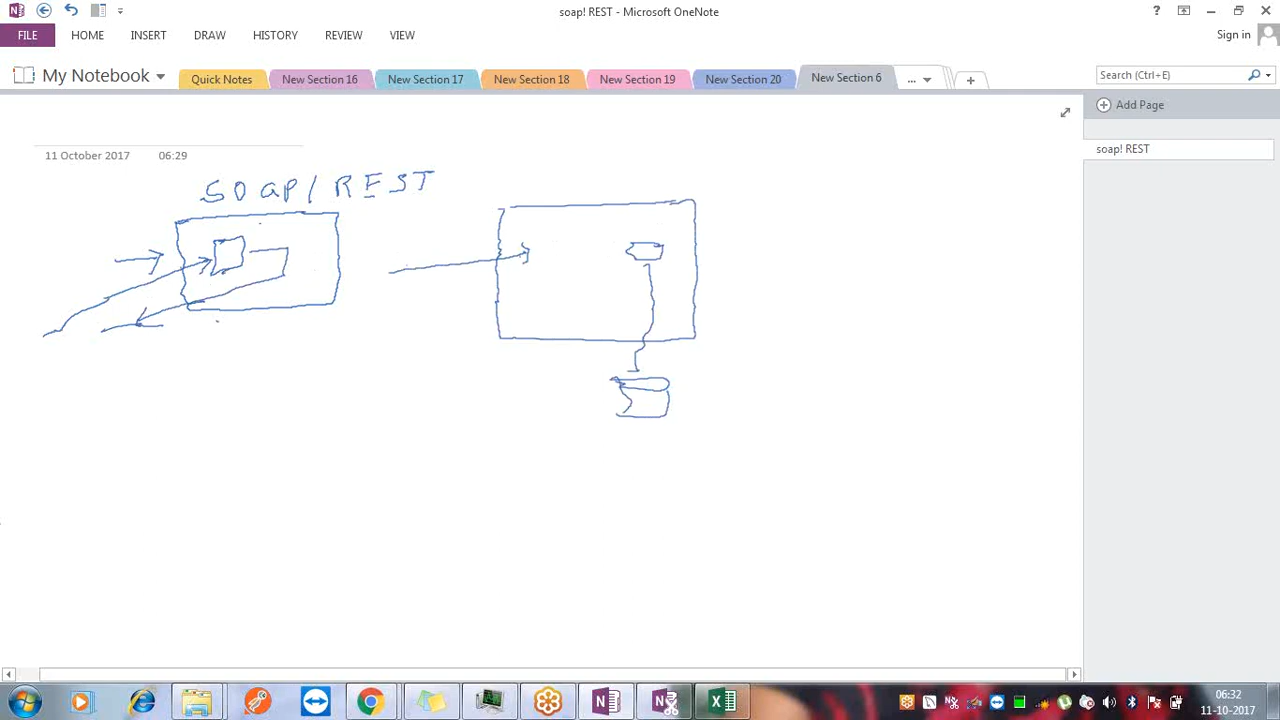 soap! REST - Microsoft OneNote
?
Sign in
FILE HOME INSERT DRAW HISTORY REVIEW VIEW
My Notebook
Quick Notes New Section 16 New Section 17 New Section 18 New Section 19 New Section 20 New Section 6 ...
Search (Ctrl+E)
Add Page
soap! REST
11 October 2017 06:29
SOAP/REST
06:32
11-10-2017